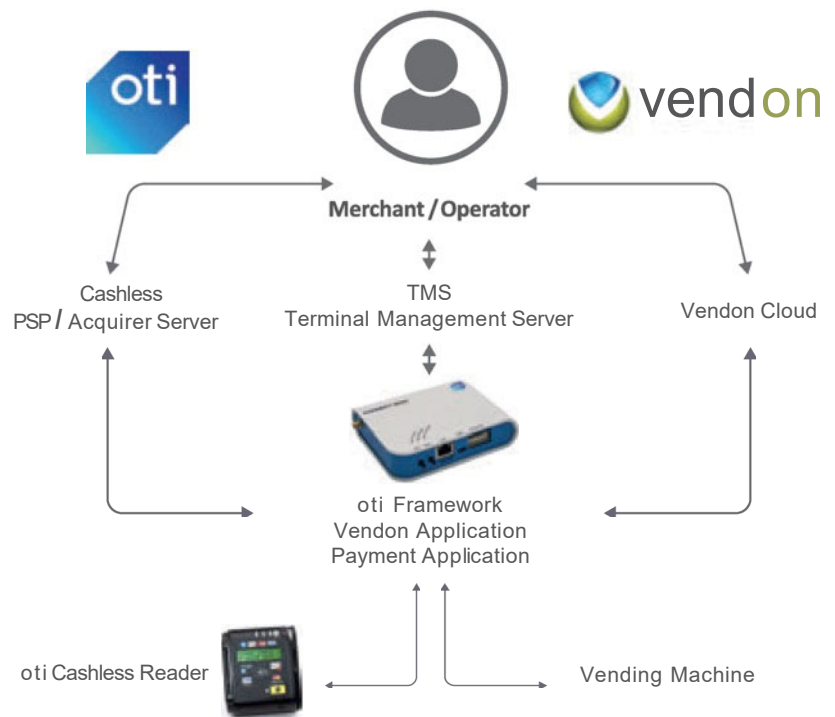 oti
vendon
Merchant / Operator
Cashless
PSP / Acquirer Server
TMS
Terminal Management Server
Vendon Cloud
oti Framework
Vendon Application
Payment Application
oti Cashless Reader
Vending Machine